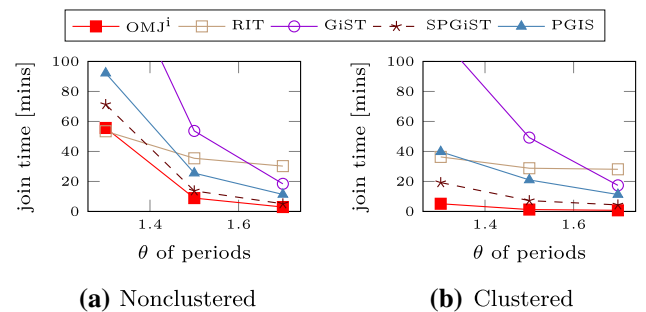 OMJⁱ RIT GiST SPGiST PGIS
join time [mins]
100
80
60
40
20
0
1.4 1.6
θ of periods
(a) Nonclustered
join time [mins]
100
80
60
40
20
0
1.4 1.6
θ of periods
(b) Clustered